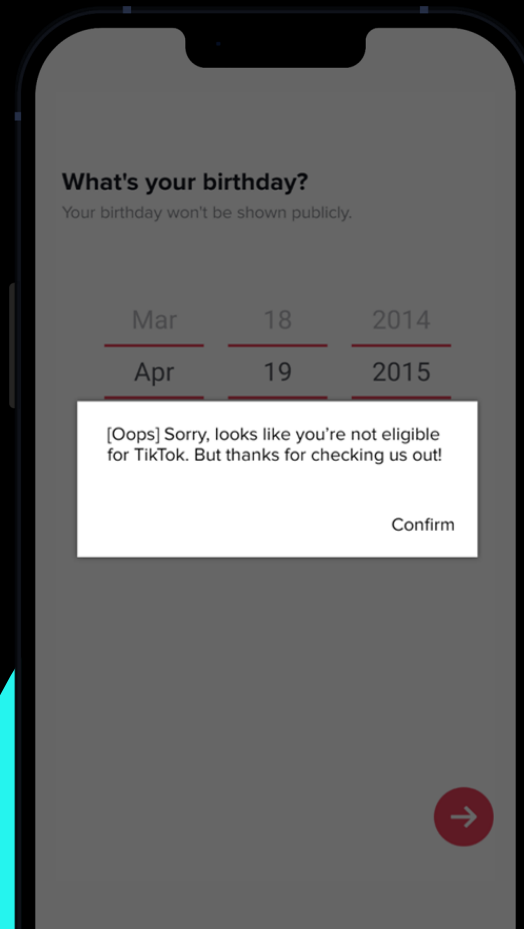 What's your birthday?
Your birthday won't be shown publicly.
Mar 18 2014
Apr 19 2015
[Oops] Sorry, looks like you’re not eligible
for TikTok. But thanks for checking us out!
Confirm